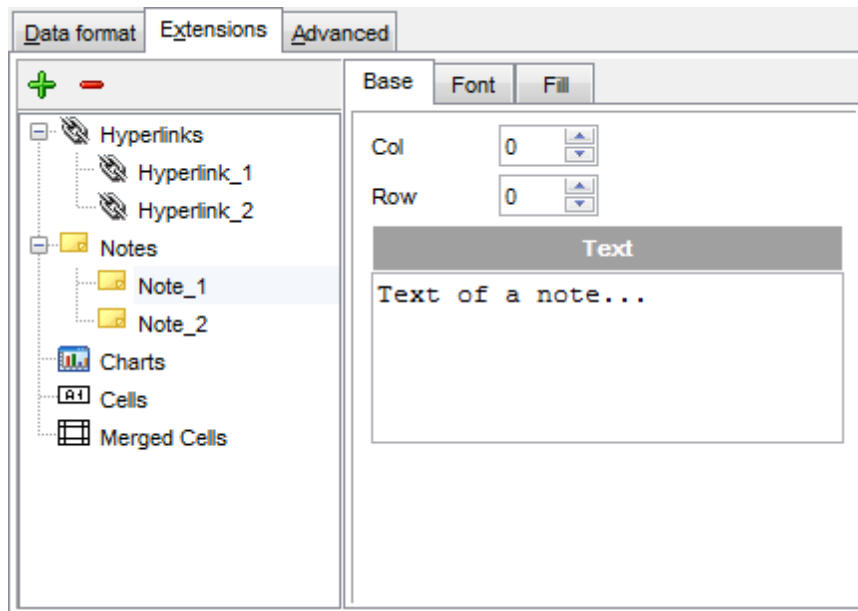 Data format Extensions Advanced
Base Font Fill
Hyperlinks
Hyperlink_1
Hyperlink_2
Notes
Note_1
Note_2
Charts
A1 Cells
Merged Cells
Col 0
Row 0
Text
Text of a note...